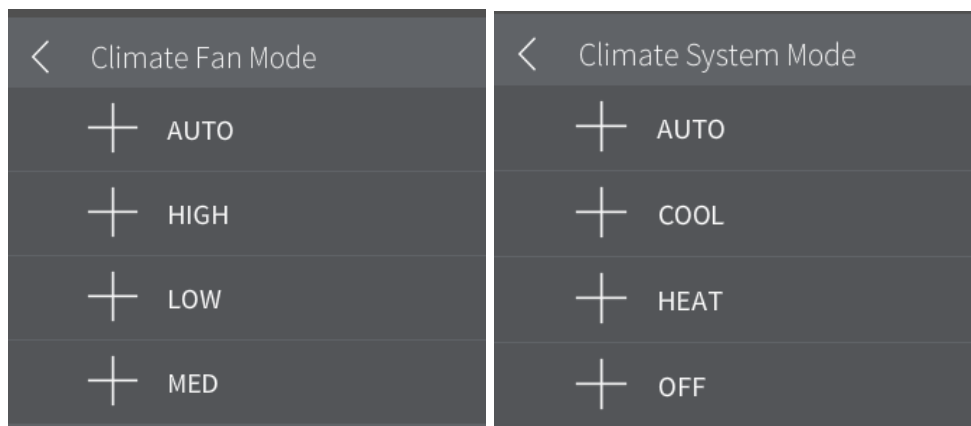 Climate Fan Mode
AUTO
HIGH
LOW
MED
Climate System Mode
AUTO
COOL
HEAT
OFF